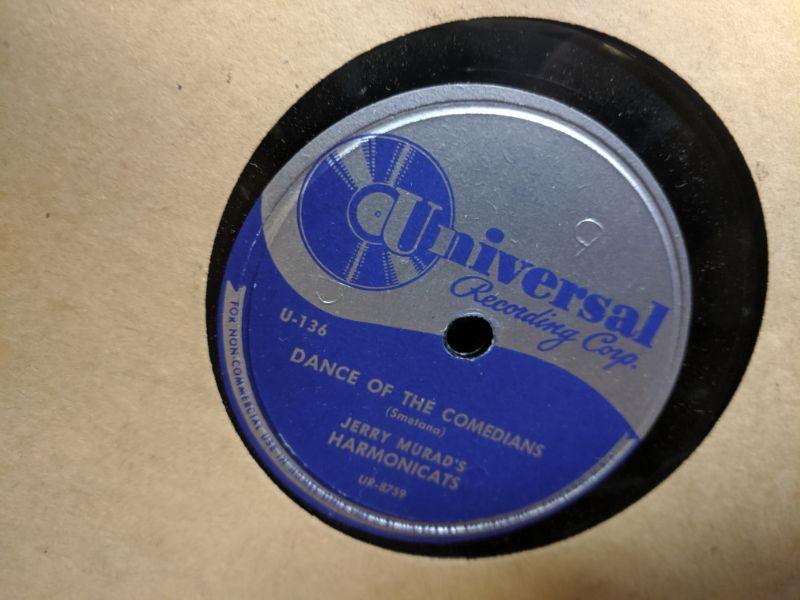 Universal
Recording Corp.
U-136
DANCE OF THE COMEDIANS
(Smetana)
JERRY MURAD'S
HARMONICATS
UR-8759
FOR NON-COMMERCIAL USE